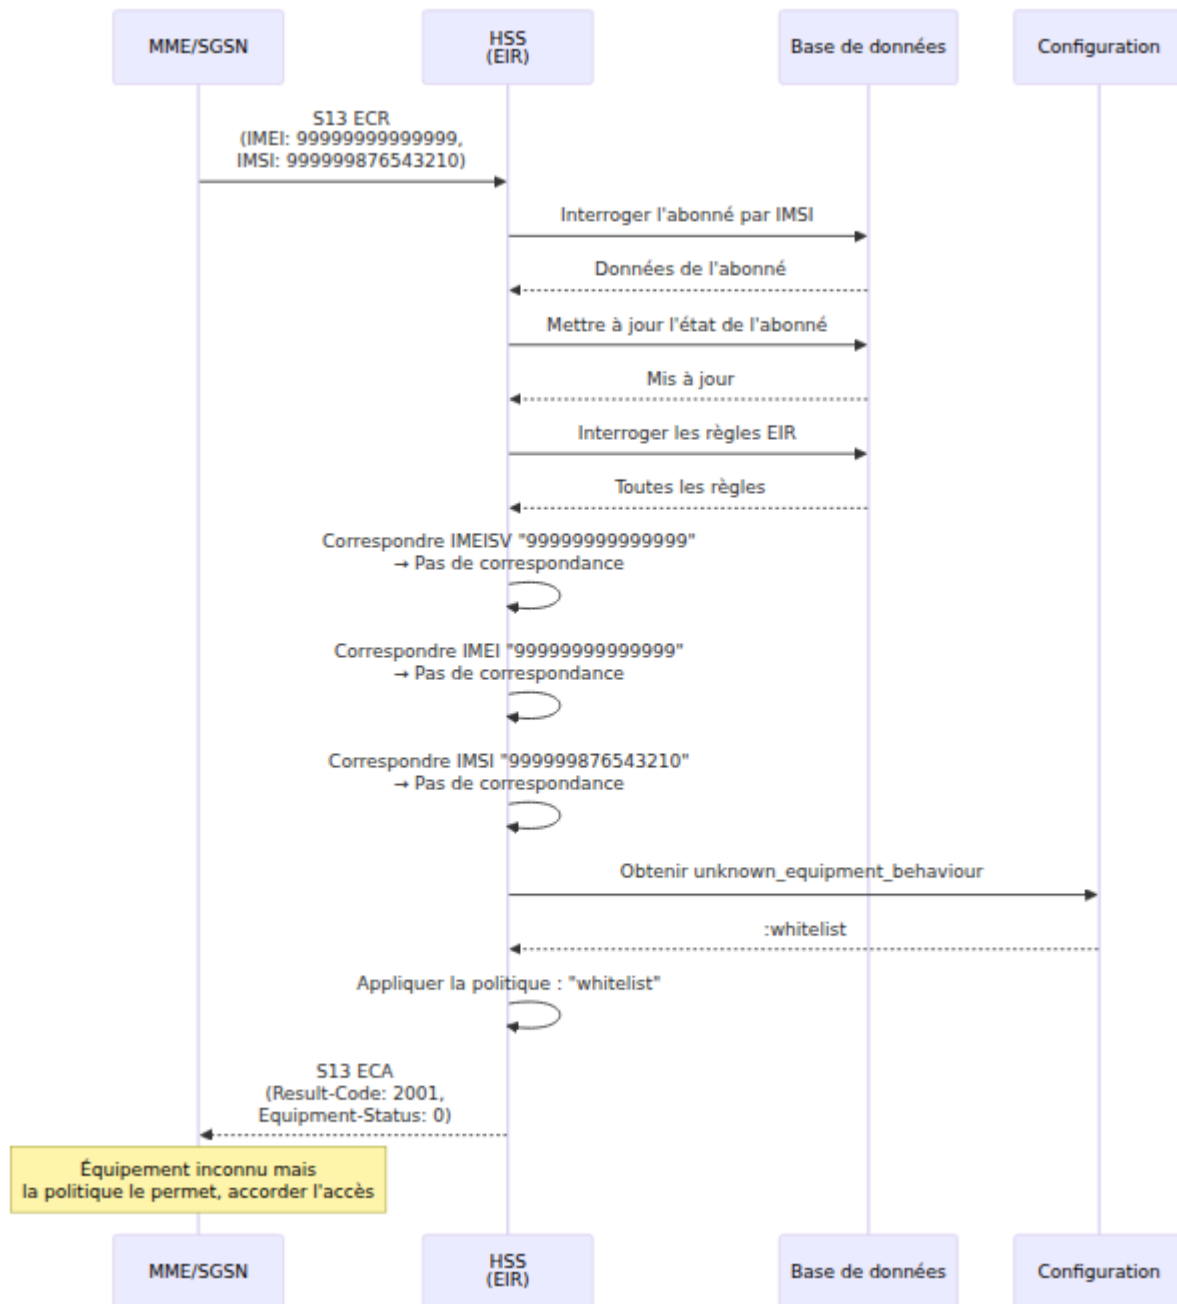 MME/SGSN
HSS
(EIR)
Base de données
Configuration
S13 ECR
(IMEI: 99999999999999,
IMSI: 999999876543210)
Interroger l'abonné par IMSI
Données de l'abonné
Mettre à jour l'état de l'abonné
Mis à jour
Interroger les règles EIR
Toutes les règles
Correspondre IMEISV "99999999999999"
→ Pas de correspondance
Correspondre IMEI "99999999999999"
→ Pas de correspondance
Correspondre IMSI "999999876543210"
→ Pas de correspondance
Obtenir unknown_equipment_behaviour
:whitelist
Appliquer la politique : "whitelist"
S13 ECA
(Result-Code: 2001,
Equipment-Status: 0)
Équipement inconnu mais
la politique le permet, accorder l'accès
MME/SGSN
HSS
(EIR)
Base de données
Configuration